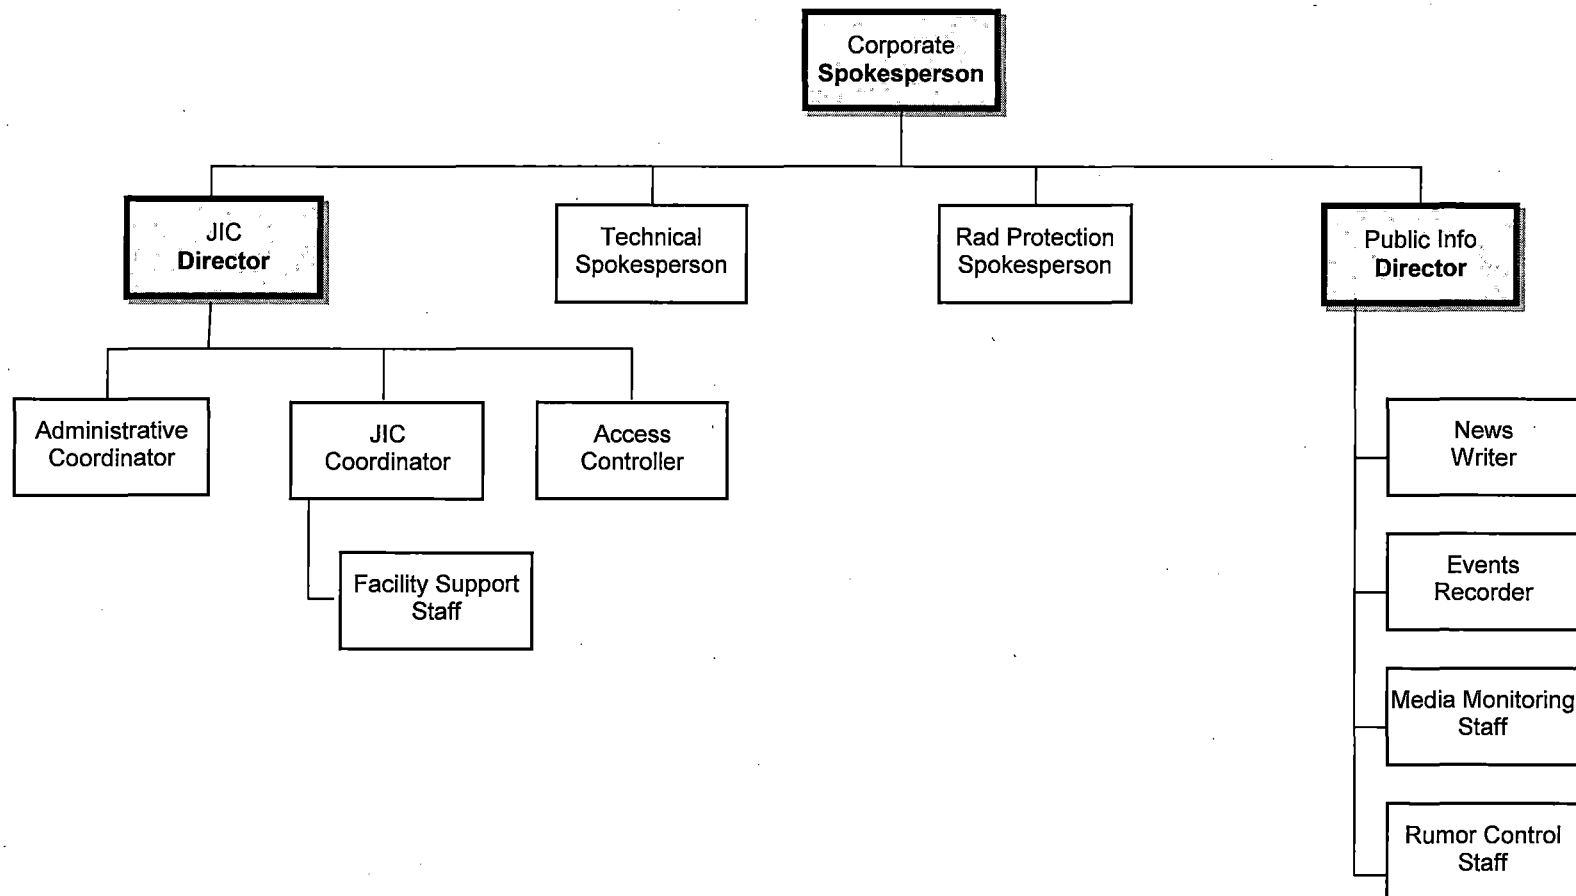 Corporate
Spokesperson
JIC
Director
Technical
Spokesperson
Rad Protection
Spokesperson
Public Info
Director
Administrative
Coordinator
JIC
Coordinator
Access
Controller
News
Writer
Facility Support
Staff
Events
Recorder
Media Monitoring
Staff
Rumor Control
Staff